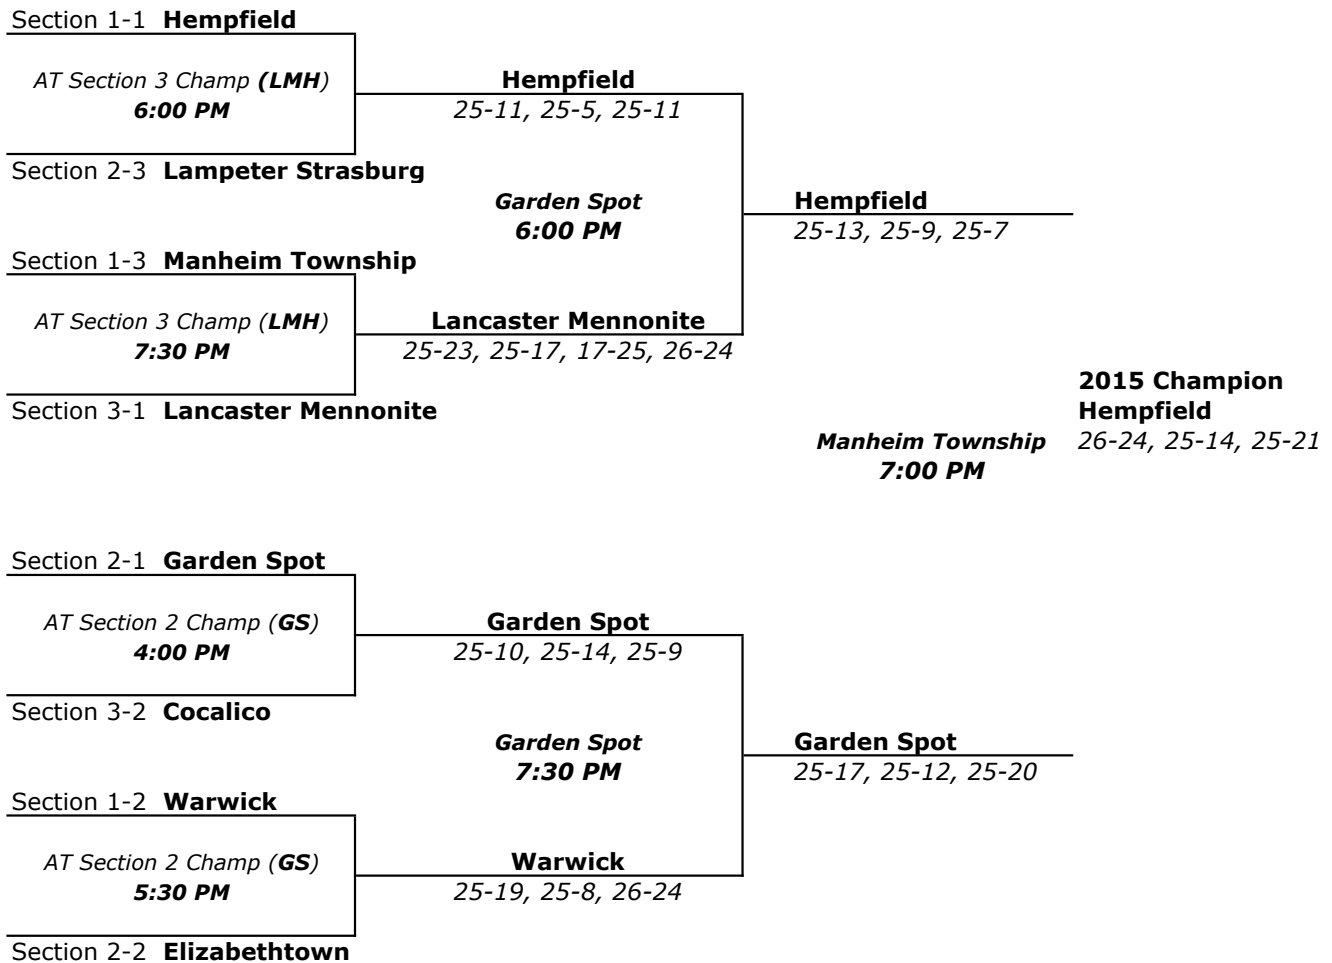 Section 1-1 Hempfield
AT Section 3 Champ (LMH)
6:00 PM
Hempfield
25-11, 25-5, 25-11
Section 2-3 Lampeter Strasburg
Garden Spot
6:00 PM
Hempfield
25-13, 25-9, 25-7
Section 1-3 Manheim Township
AT Section 3 Champ (LMH)
7:30 PM
Lancaster Mennonite
25-23, 25-17, 17-25, 26-24
Section 3-1 Lancaster Mennonite
2015 Champion
Hempfield
26-24, 25-14, 25-21
Manheim Township
7:00 PM
Section 2-1 Garden Spot
AT Section 2 Champ (GS)
4:00 PM
Garden Spot
25-10, 25-14, 25-9
Section 3-2 Cocalico
Garden Spot
7:30 PM
Garden Spot
25-17, 25-12, 25-20
Section 1-2 Warwick
AT Section 2 Champ (GS)
5:30 PM
Warwick
25-19, 25-8, 26-24
Section 2-2 Elizabethtown